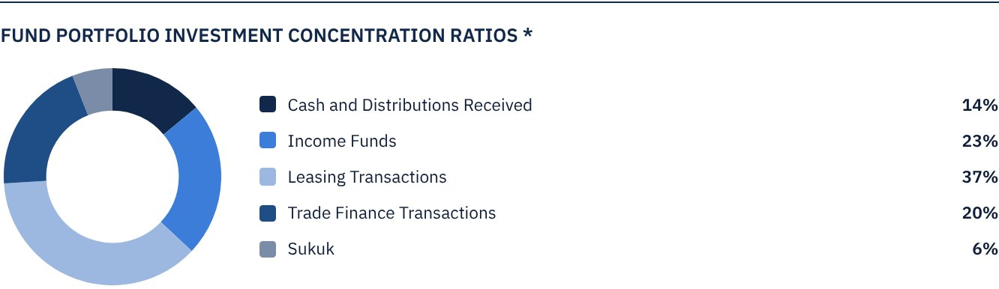 FUND PORTFOLIO INVESTMENT CONCENTRATION RATIOS *
Cash and Distributions Received 14%
Income Funds 23%
Leasing Transactions 37%
Trade Finance Transactions 20%
Sukuk 6%